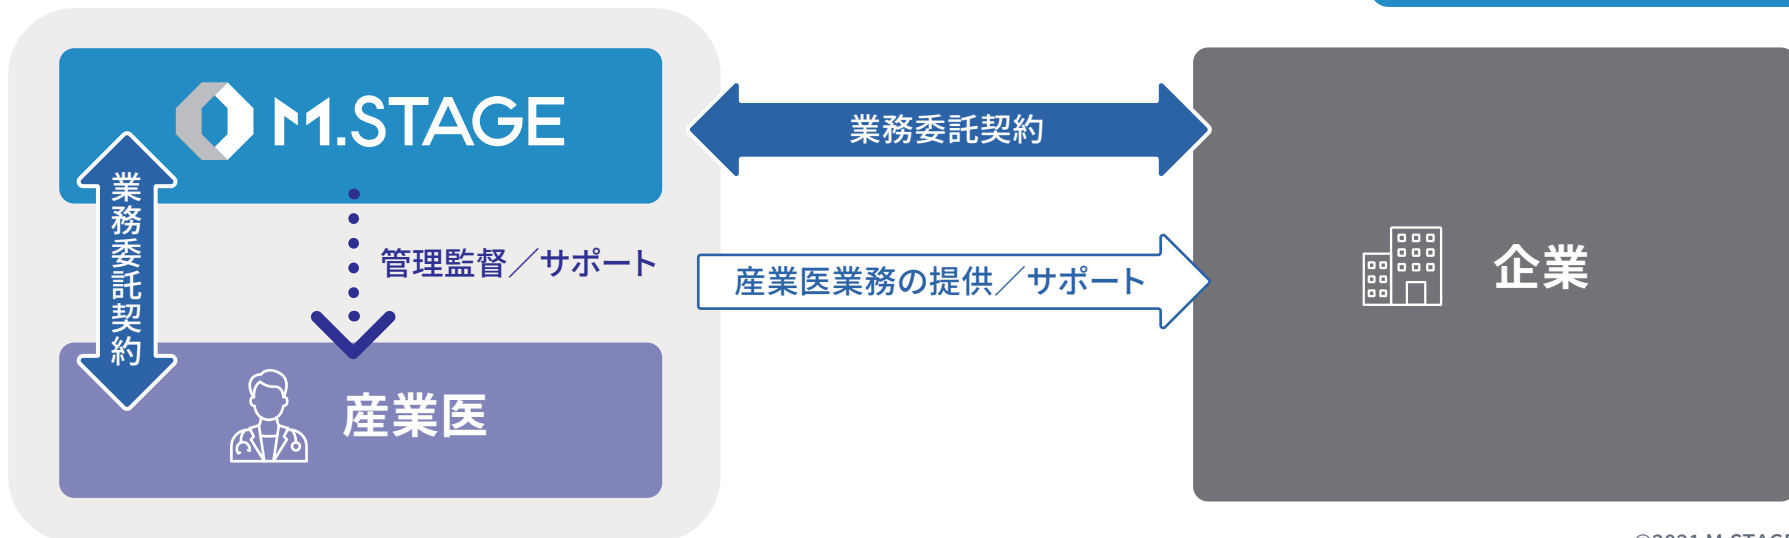 M.STAGE
業務委託契約
業務委託契約
管理監督／サポート
産業医業務の提供／サポート
企業
産業医
©2021 M.STAGE